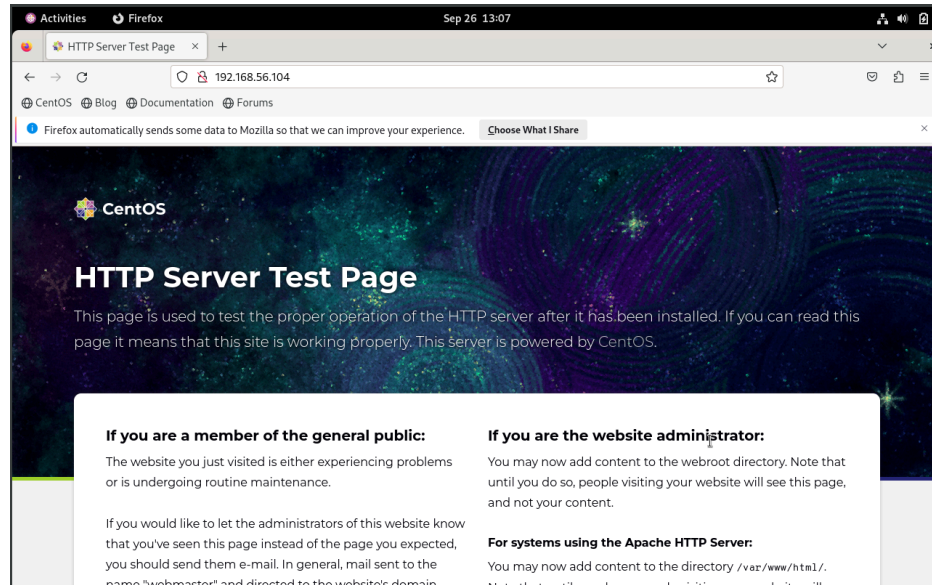 Activities Firefox Sep 26 13:07
HTTP Server Test Page
192.168.56.104
CentOS Blog Documentation Forums
Firefox automatically sends some data to Mozilla so that we can improve your experience. Choose What I Share
CentOS
HTTP Server Test Page
This page is used to test the proper operation of the HTTP server after it has been installed. If you can read this
page it means that this site is working properly. This server is powered by CentOS.
If you are a member of the general public:
The website you just visited is either experiencing problems
or is undergoing routine maintenance.
If you would like to let the administrators of this website know
that you've seen this page instead of the page you expected,
you should send them e-mail. In general, mail sent to the
name "webmaster" and directed to the website's domain
If you are the website administrator:
You may now add content to the webroot directory. Note that
until you do so, people visiting your website will see this page,
and not your content.
For systems using the Apache HTTP Server:
You may now add content to the directory /var/www/html/.